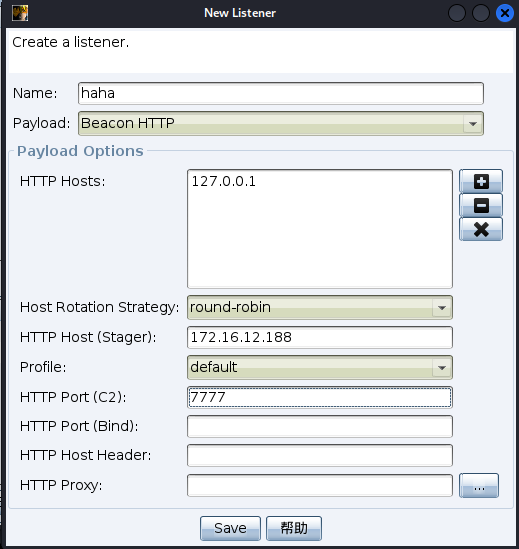 New Listener
Create a listener.
Name: haha
Payload: Beacon HTTP
Payload Options
HTTP Hosts: 127.0.0.1
Host Rotation Strategy: round-robin
HTTP Host (Stager): 172.16.12.188
Profile: default
HTTP Port (C2): 7777
HTTP Port (Bind):
HTTP Host Header:
HTTP Proxy: ...
Save 帮助